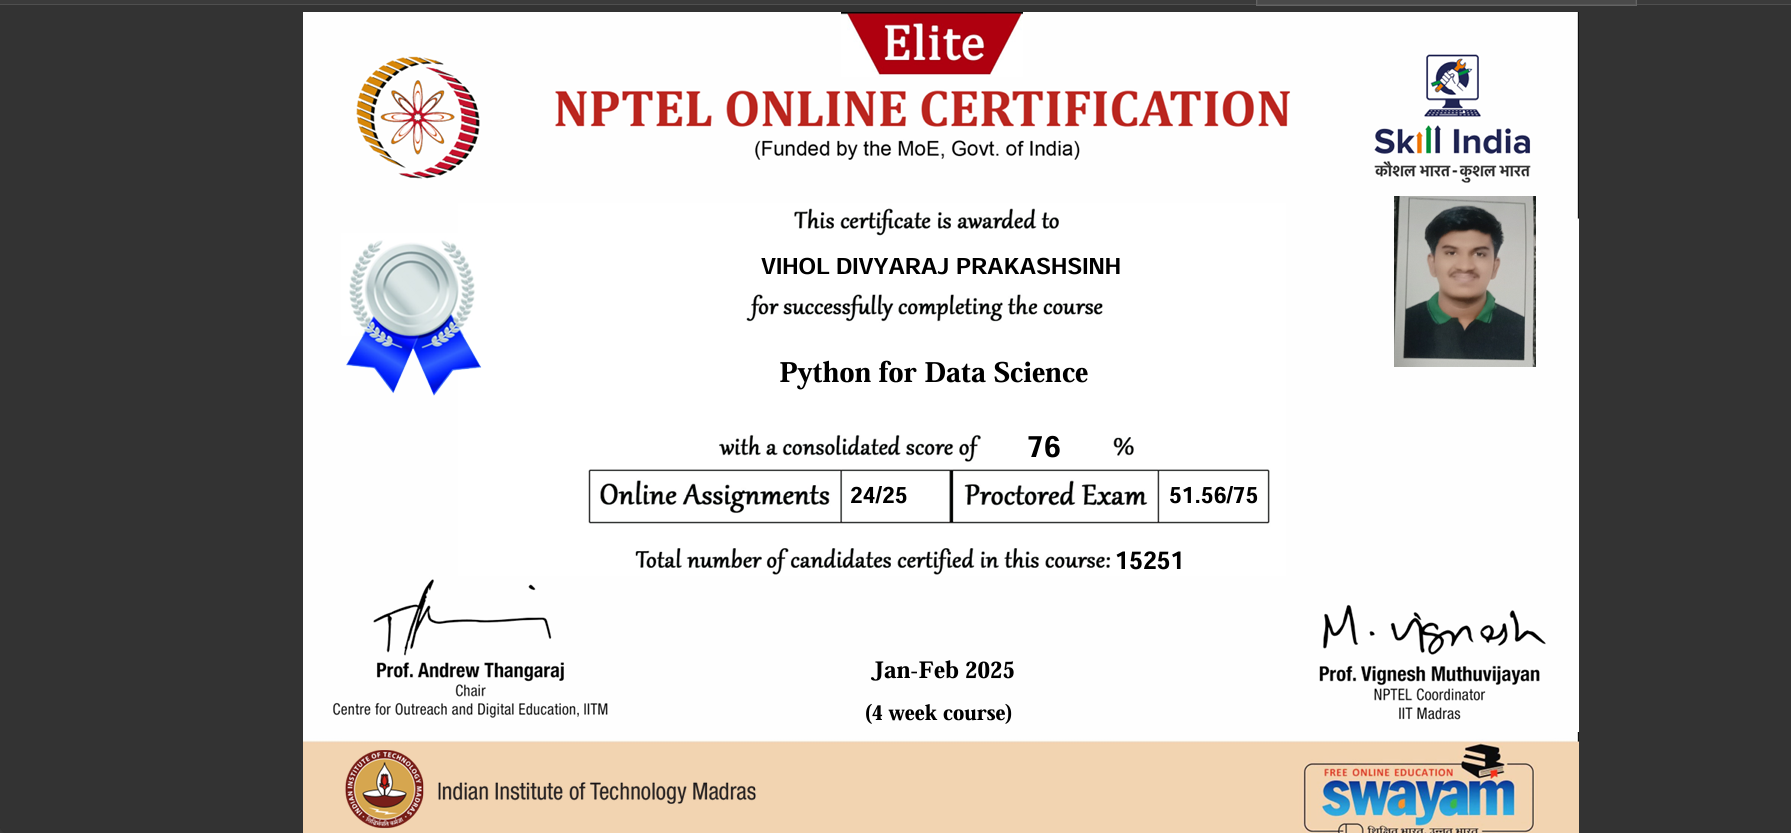 Elite
NPTEL ONLINE CERTIFICATION
(Funded by the MoE, Govt. of India)
Skill India
कौशल भारत - कुशल भारत
This certificate is awarded to
VIHOL DIVYARAJ PRAKASHSINH
for successfully completing the course
Python for Data Science
with a consolidated score of 76 %
Online Assignments 24/25 Proctored Exam 51.56/75
Total number of candidates certified in this course: 15251
M. Vignesh
Prof. Andrew Thangaraj
Chair
Centre for Outreach and Digital Education, IITM
Jan-Feb 2025
(4 week course)
Prof. Vignesh Muthuvijayan
NPTEL Coordinator
IIT Madras
INDIAN INSTITUTE OF TECHNOLOGY MADRAS
Indian Institute of Technology Madras
FREE ONLINE EDUCATION
swayam
शिक्षित भारत, उन्नत भारत